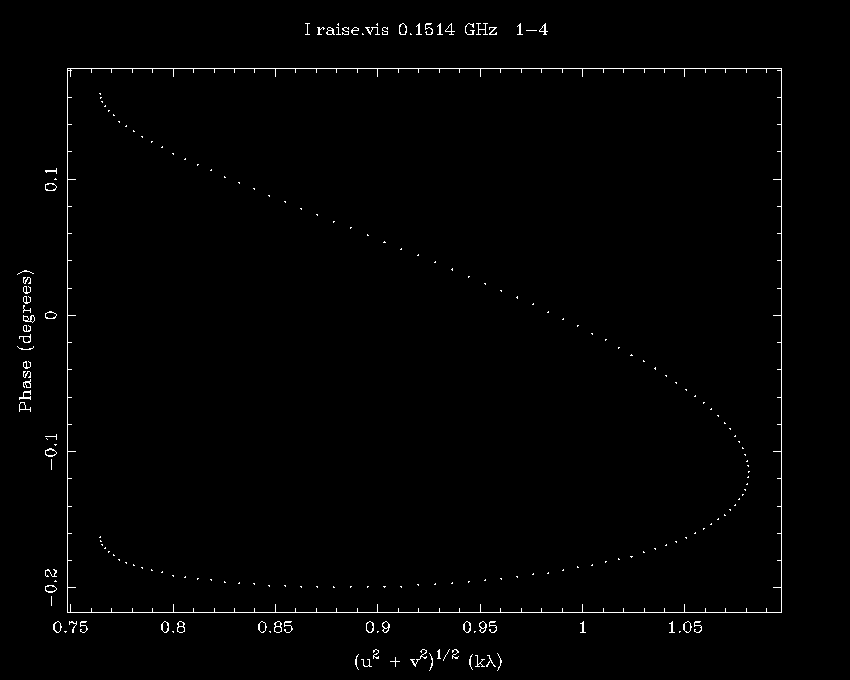 I raise.vis 0.1514 GHz 1−4
0.1
0
−0.1
−0.2
Phase (degrees)
0.75 0.8 0.85 0.9 0.95 1 1.05
(u² + v²)¹/² (kλ)